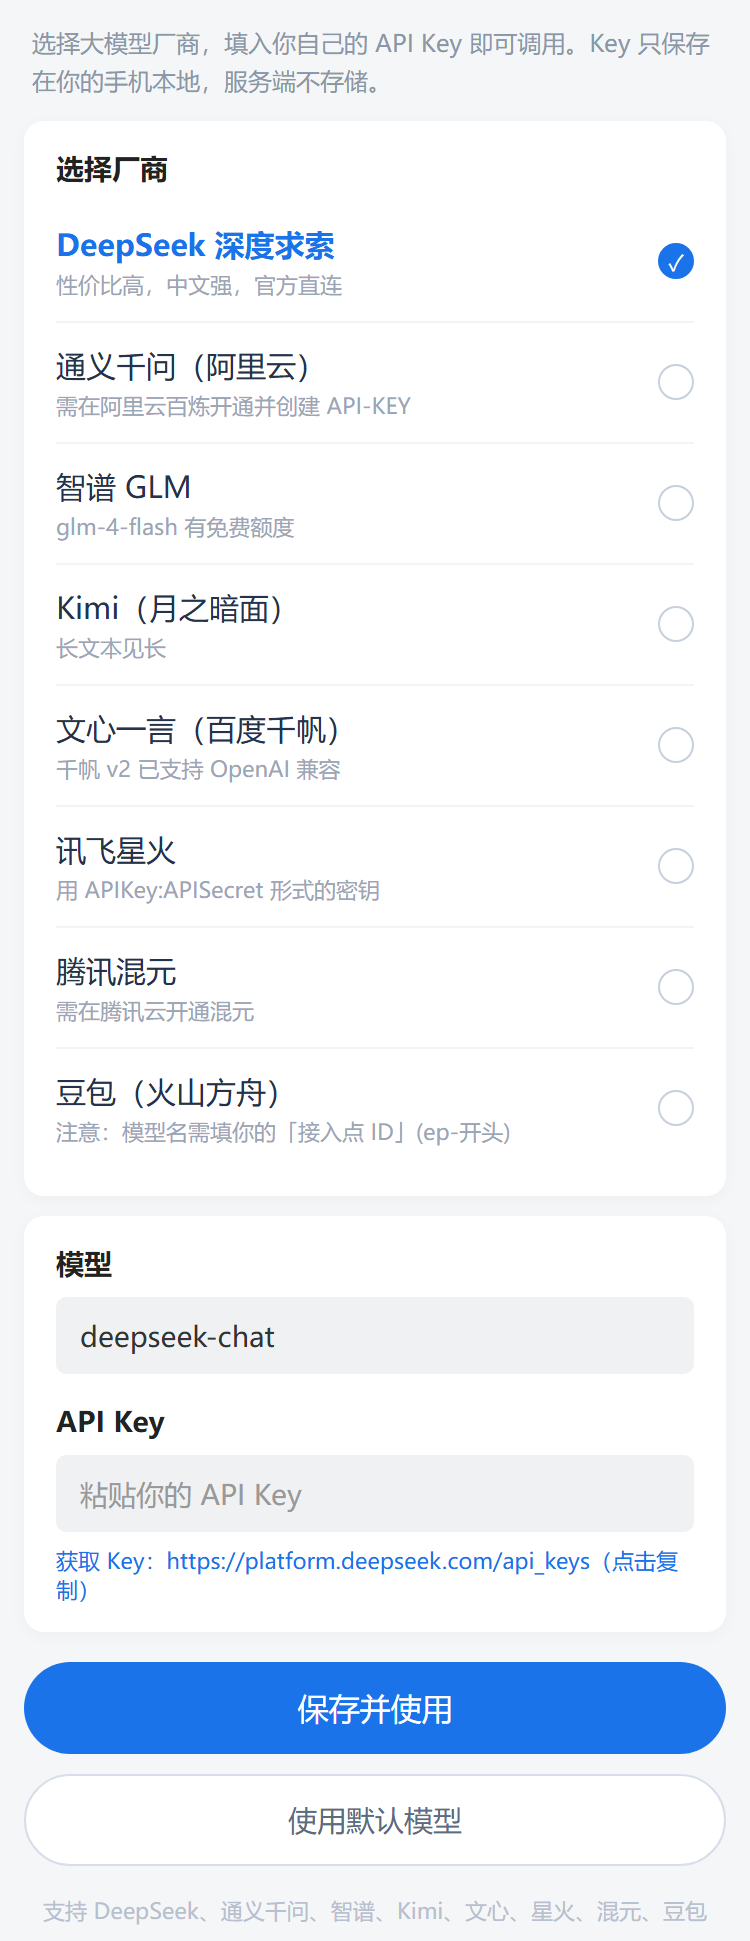 选择大模型厂商，填入你自己的 API Key 即可调用。Key 只保存
在你的手机本地，服务端不存储。
选择厂商
DeepSeek 深度求索
性价比高，中文强，官方直连
通义千问（阿里云）
需在阿里云百炼开通并创建 API-KEY
智谱 GLM
glm-4-flash 有免费额度
Kimi（月之暗面）
长文本见长
文心一言（百度千帆）
千帆 v2 已支持 OpenAI 兼容
讯飞星火
用 APIKey:APISecret 形式的密钥
腾讯混元
需在腾讯云开通混元
豆包（火山方舟）
注意：模型名需填你的「接入点 ID」(ep-开头)
模型
deepseek-chat
API Key
粘贴你的 API Key
获取 Key：https://platform.deepseek.com/api_keys（点击复
制）
保存并使用
使用默认模型
支持 DeepSeek、通义千问、智谱、Kimi、文心、星火、混元、豆包